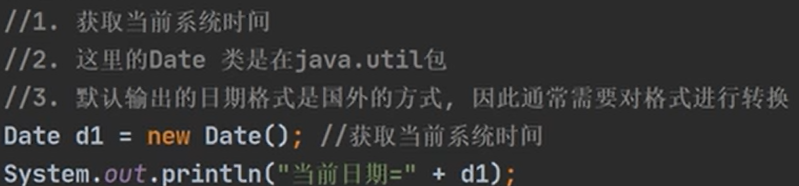 //1. 获取当前系统时间
//2. 这里的Date 类是在java.util包
//3. 默认输出的日期格式是国外的方式, 因此通常需要对格式进行转换
Date d1 = new Date(); //获取当前系统时间
System.out.println("当前日期=" + d1);